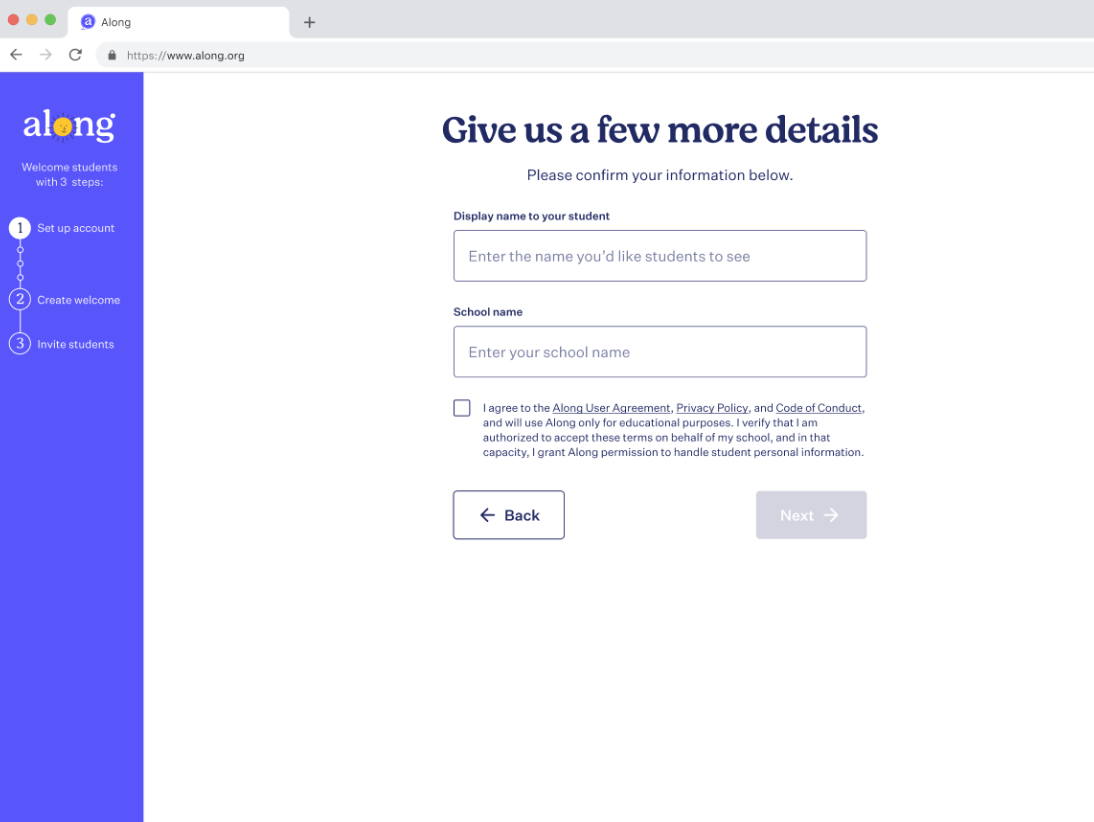 Along
https://www.along.org
along
Welcome students
with 3 steps:
1 Set up account
2 Create welcome
3 Invite students
Give us a few more details
Please confirm your information below.
Display name to your student
Enter the name you'd like students to see
School name
Enter your school name
I agree to the Along User Agreement, Privacy Policy, and Code of Conduct,
and will use Along only for educational purposes. I verify that I am
authorized to accept these terms on behalf of my school, and in that
capacity, I grant Along permission to handle student personal information.
Back
Next